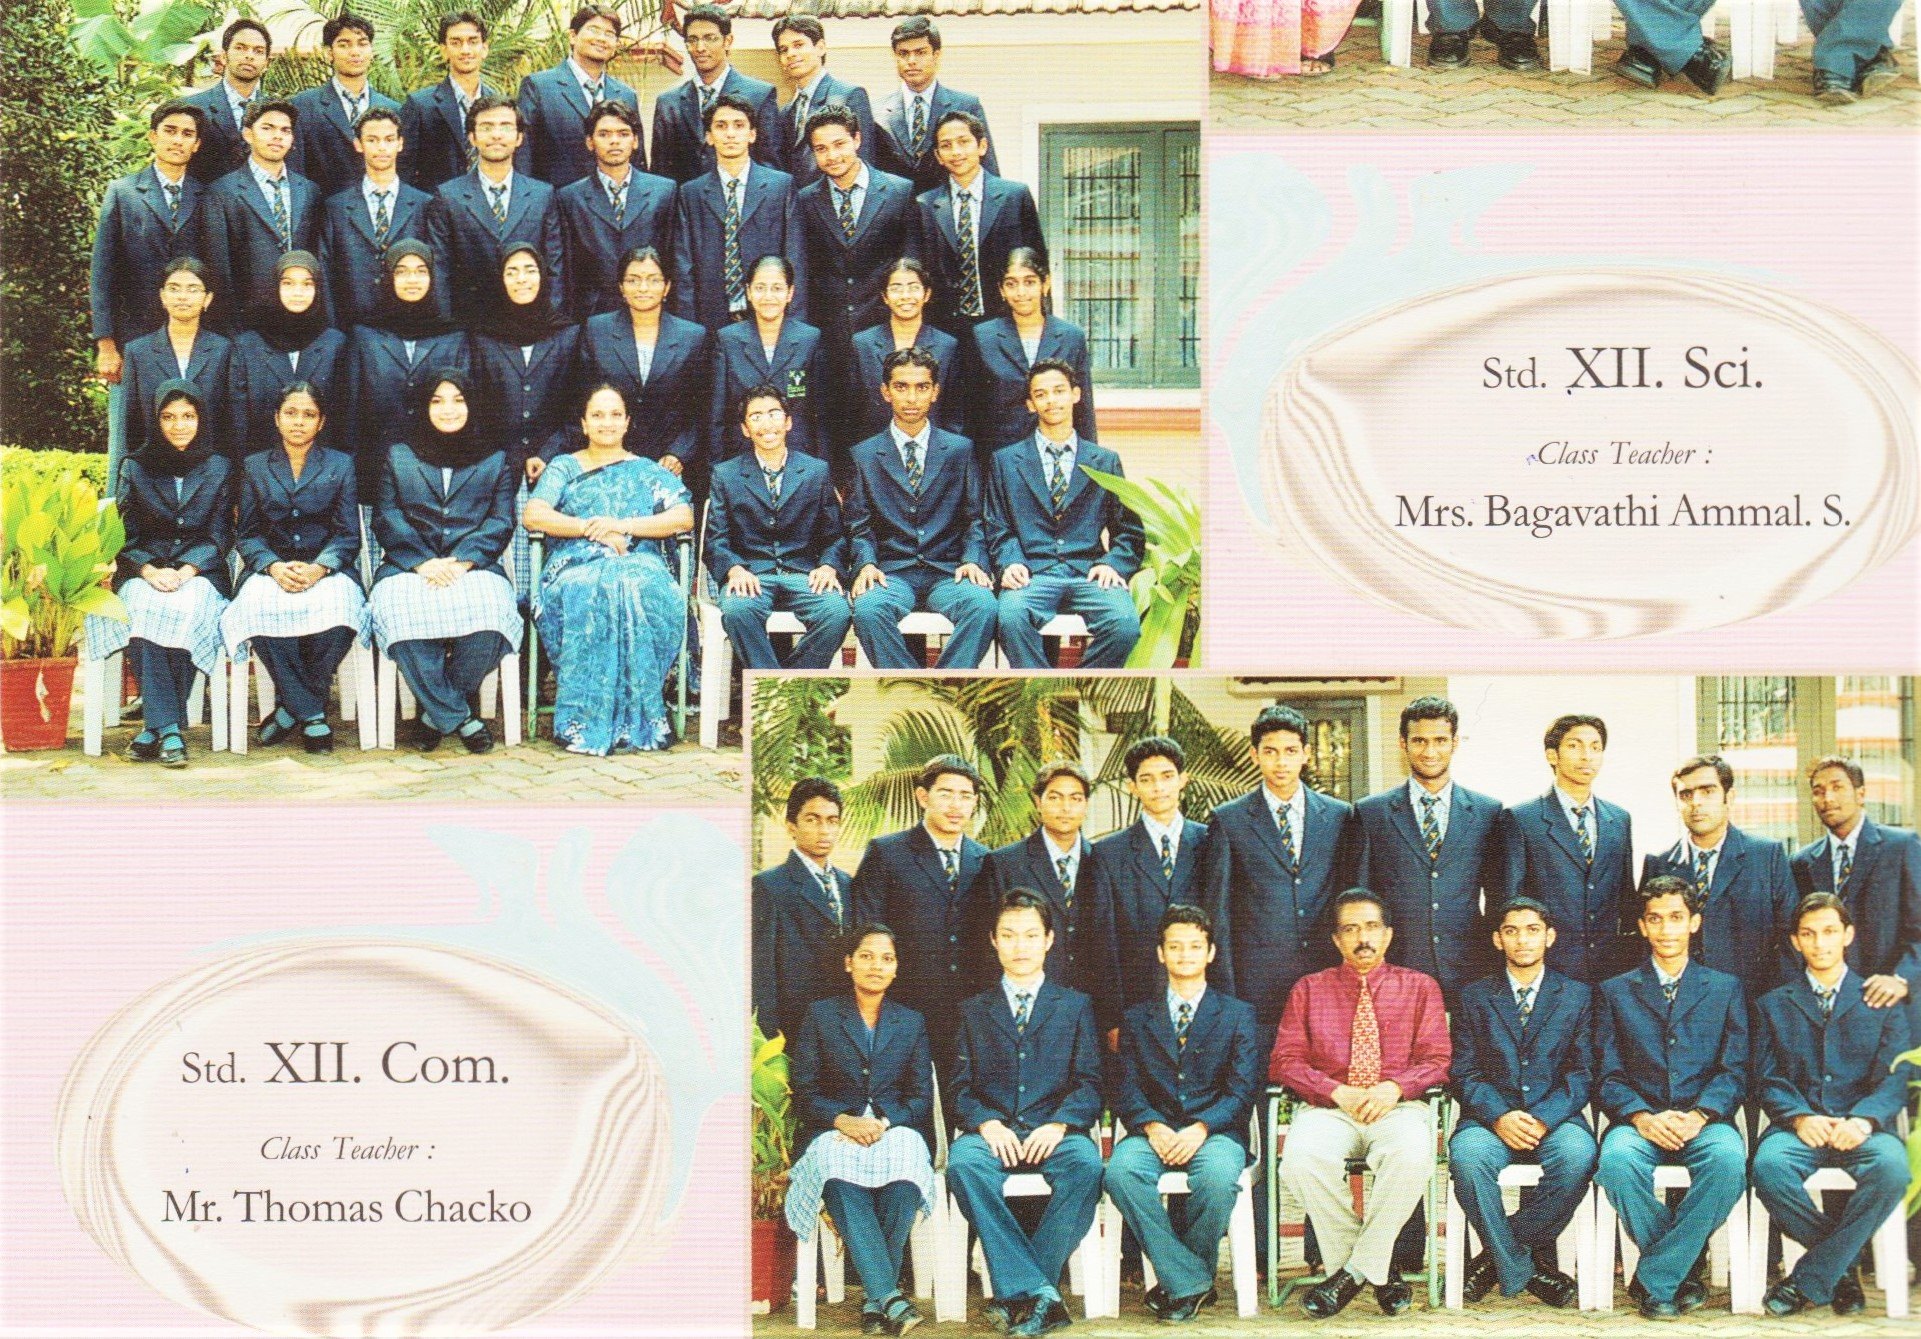 Std. XII. Sci.
Class Teacher :
Mrs. Bagavathi Ammal. S.
Std. XII. Com.
Class Teacher :
Mr. Thomas Chacko